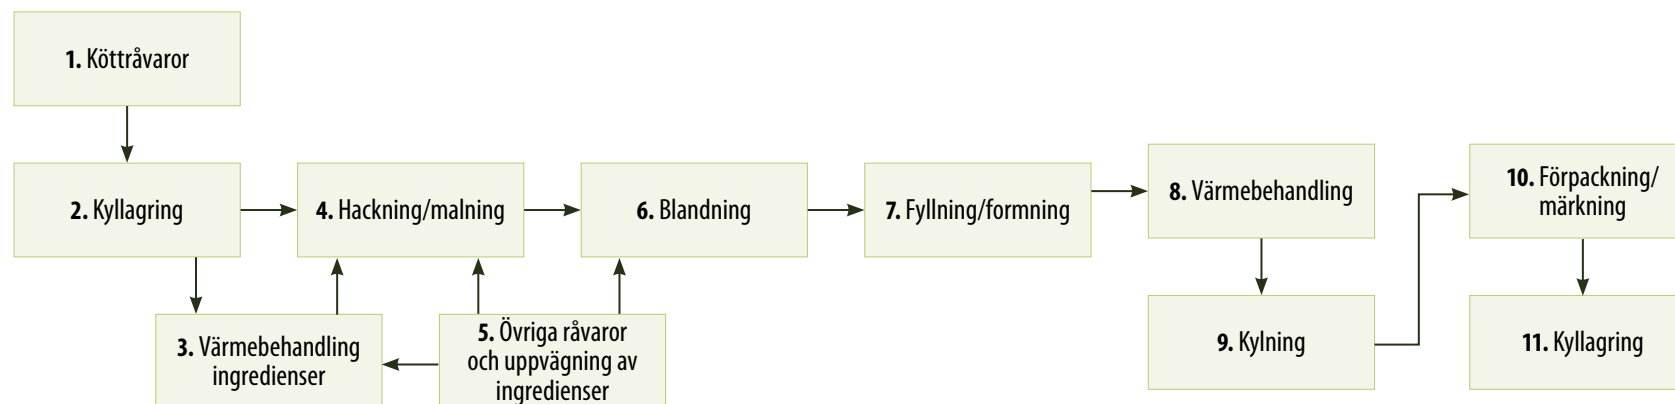 1. Köttråvaror
2. Kyllagring
3. Värmebehandling
ingredienser
4. Hackning/malning
5. Övriga råvaror
och uppvägning av
ingredienser
6. Blandning
7. Fyllning/formning
8. Värmebehandling
9. Kylning
10. Förpackning/
märkning
11. Kyllagring